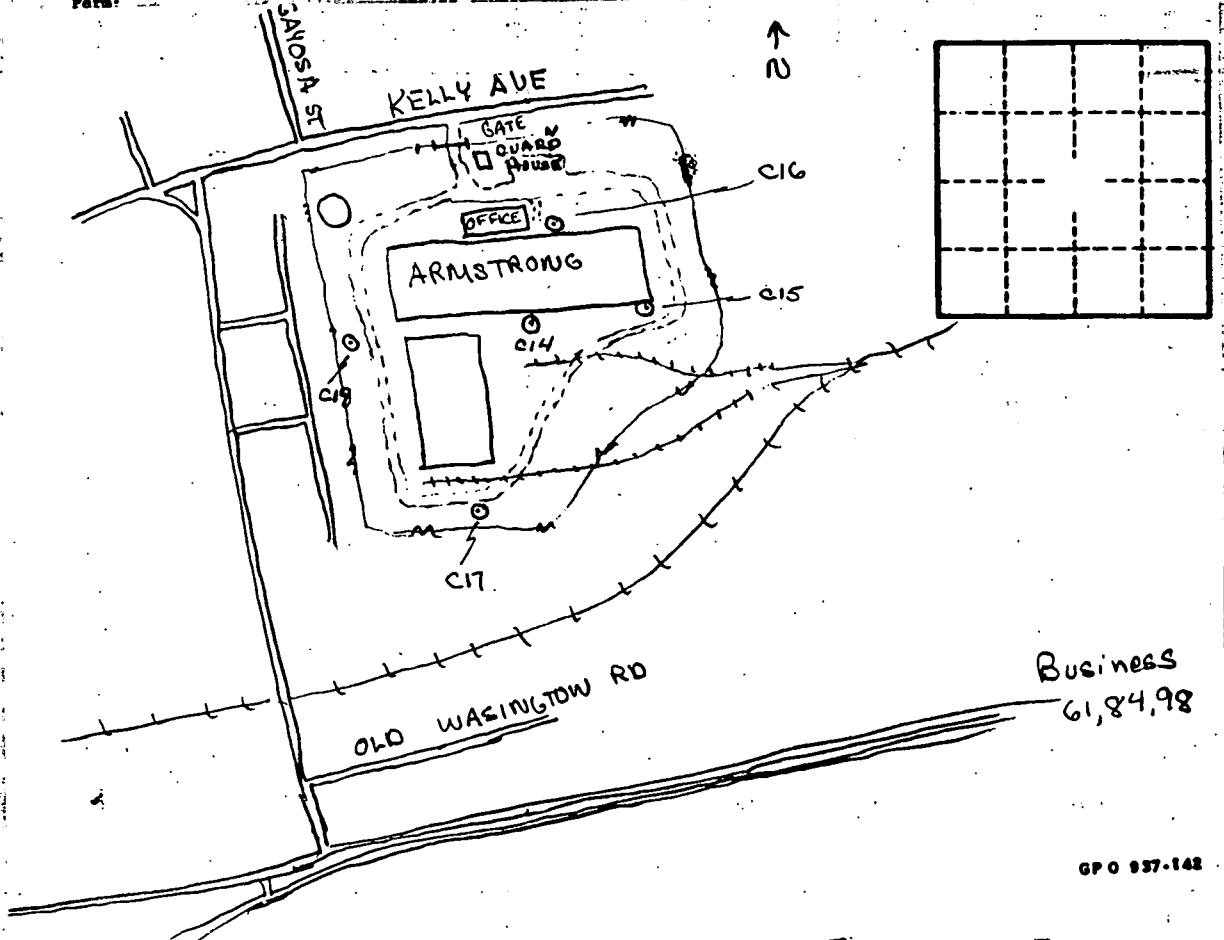 GAYOSA ST
N
KELLY AVE
GATE
GUARD
HOUSE
C16
OFFICE
ARMSTRONG
C15
C14
C18
C17
Business
61,84,98
OLD WASINGTOW RD
GPO 937-142